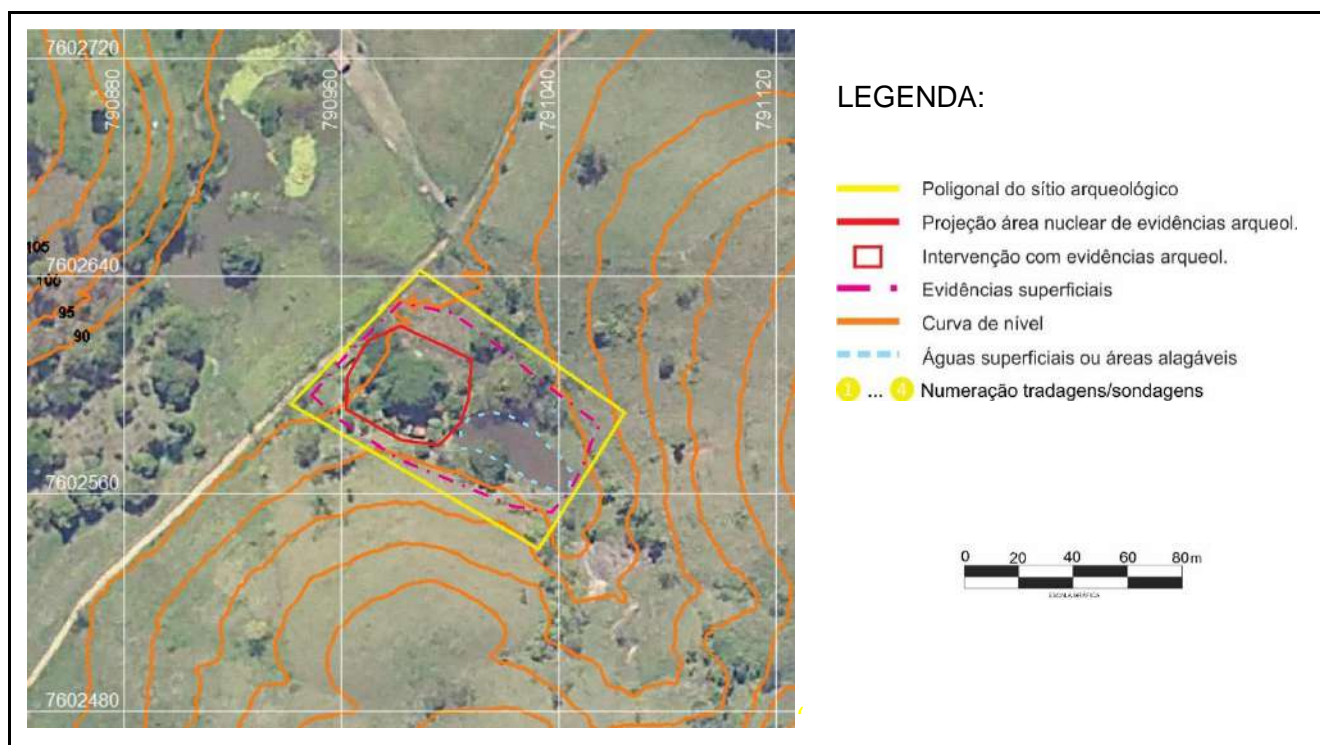 7602720
790880
790960
791040
791120
105
7602640
100
95
90
7602560
7602480
LEGENDA:
Poligonal do sítio arqueológico
Projeção área nuclear de evidências arqueol.
Intervenção com evidências arqueol.
Evidências superficiais
Curva de nível
Águas superficiais ou áreas alagáveis
1 ... 4 Numeração tradagens/sondagens
0 20 40 60 80m
ESCALA GRÁFICA